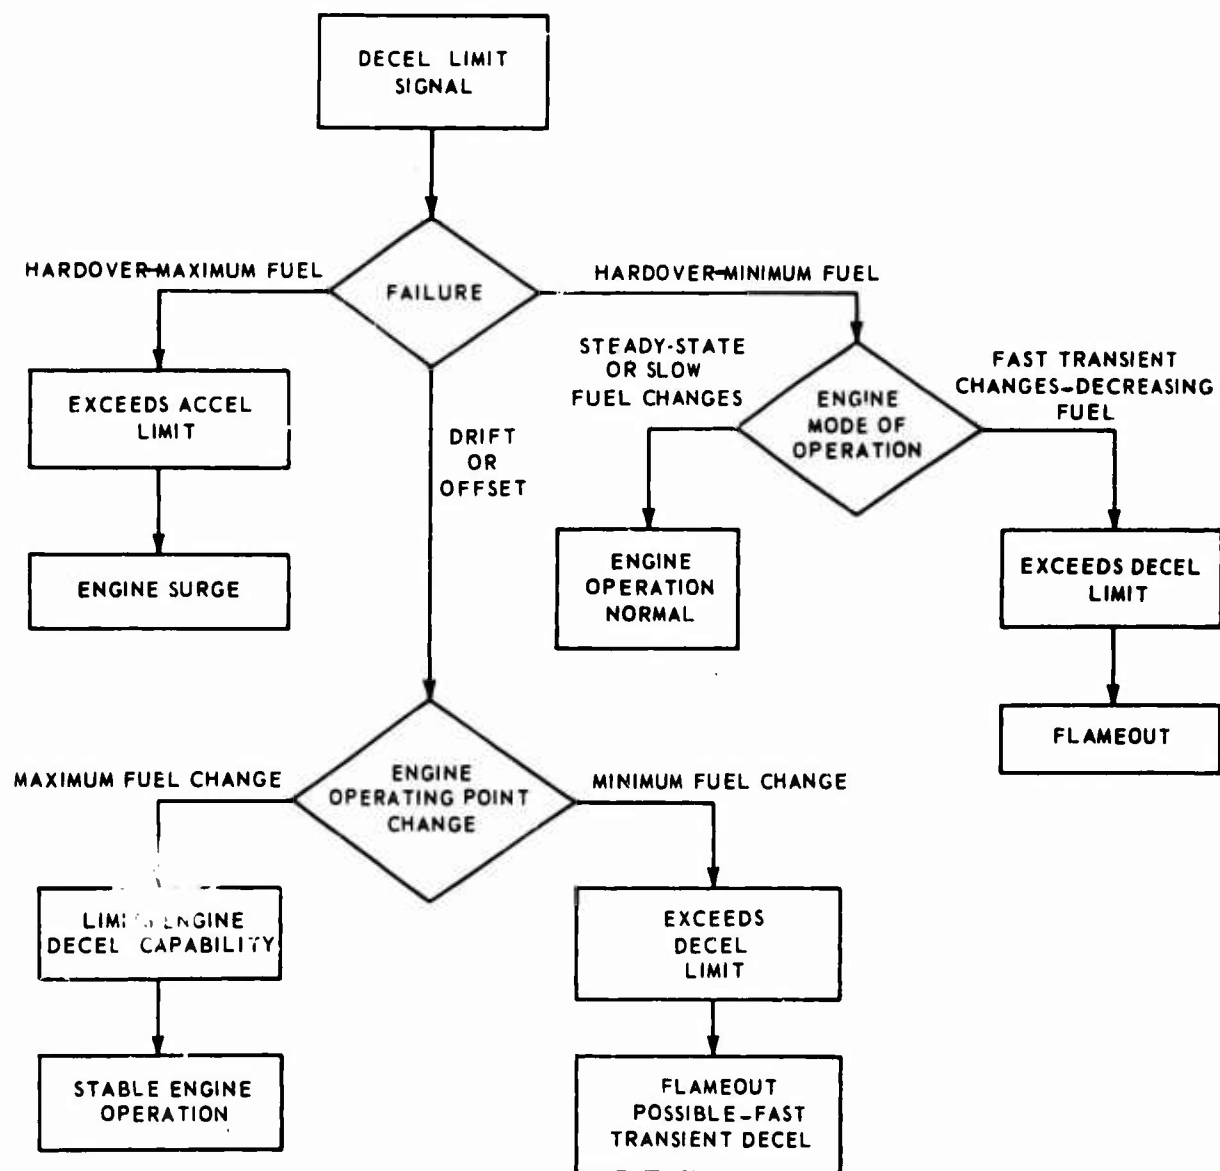 DECEL LIMIT
SIGNAL
HARDOVER-MAXIMUM FUEL
FAILURE
HARDOVER-MINIMUM FUEL
STEADY-STATE
OR SLOW
FUEL CHANGES
ENGINE
MODE OF
OPERATION
FAST TRANSIENT
CHANGES-DECREASING
FUEL
EXCEEDS ACCEL
LIMIT
DRIFT
OR
OFFSET
ENGINE SURGE
ENGINE
OPERATION
NORMAL
EXCEEDS DECEL
LIMIT
FLAMEOUT
MAXIMUM FUEL CHANGE
ENGINE
OPERATING POINT
CHANGE
MINIMUM FUEL CHANGE
ENGINE
DECEL CAPABILITY
EXCEEDS
DECEL
LIMIT
STABLE ENGINE
OPERATION
FLAMEOUT
POSSIBLE-FAST
TRANSIENT DECEL